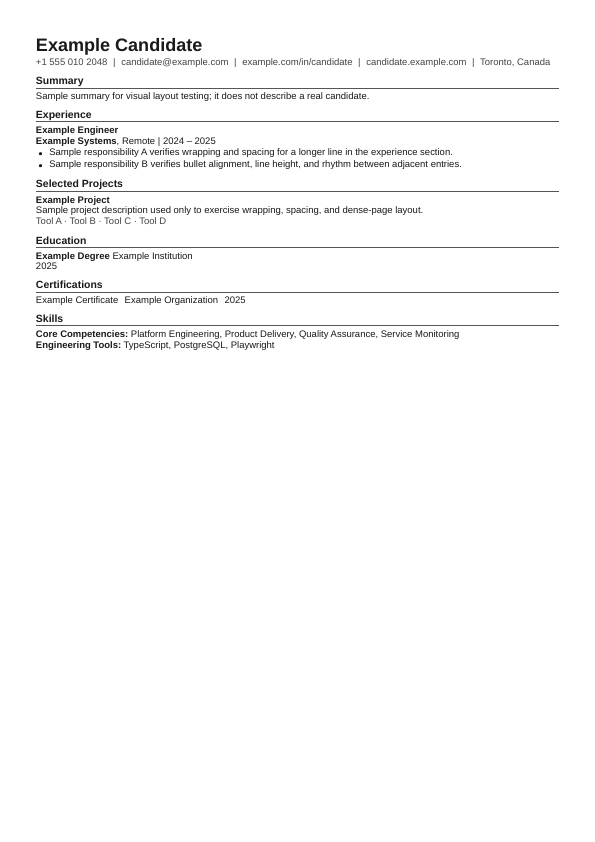 Example Candidate
+1 555 010 2048 | candidate@example.com | example.com/in/candidate | candidate.example.com | Toronto, Canada
Summary
Sample summary for visual layout testing; it does not describe a real candidate.
Experience
Example Engineer
Example Systems, Remote | 2024 – 2025
• Sample responsibility A verifies wrapping and spacing for a longer line in the experience section.
• Sample responsibility B verifies bullet alignment, line height, and rhythm between adjacent entries.
Selected Projects
Example Project
Sample project description used only to exercise wrapping, spacing, and dense-page layout.
Tool A · Tool B · Tool C · Tool D
Education
Example Degree Example Institution
2025
Certifications
Example Certificate Example Organization 2025
Skills
Core Competencies: Platform Engineering, Product Delivery, Quality Assurance, Service Monitoring
Engineering Tools: TypeScript, PostgreSQL, Playwright